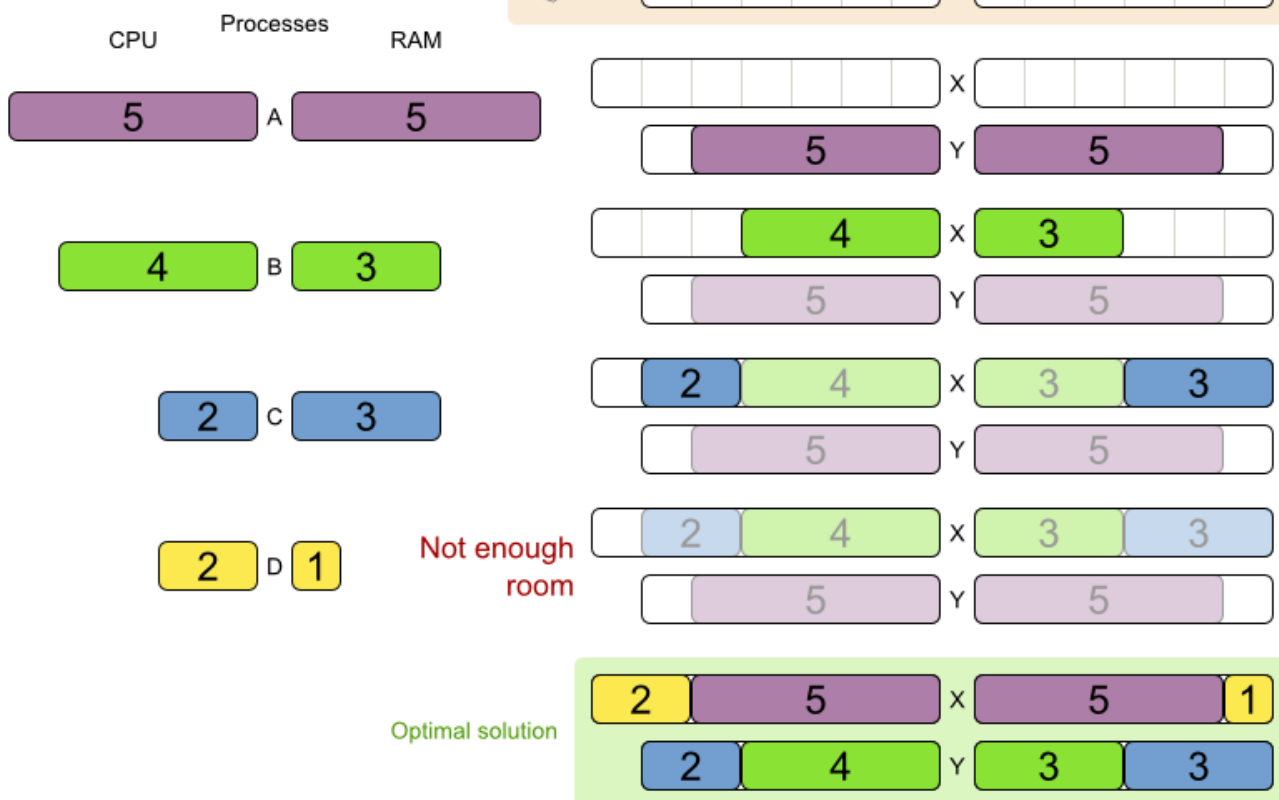 Processes
CPU RAM
X
5 A 5
5 Y 5
4 X 3
4 B 3
5 Y 5
2 4 X 3 3
2 C 3
5 Y 5
2 4 X 3 3
Not enough
room
2 D 1
5 Y 5
2 5 X 5 1
Optimal solution
2 4 Y 3 3